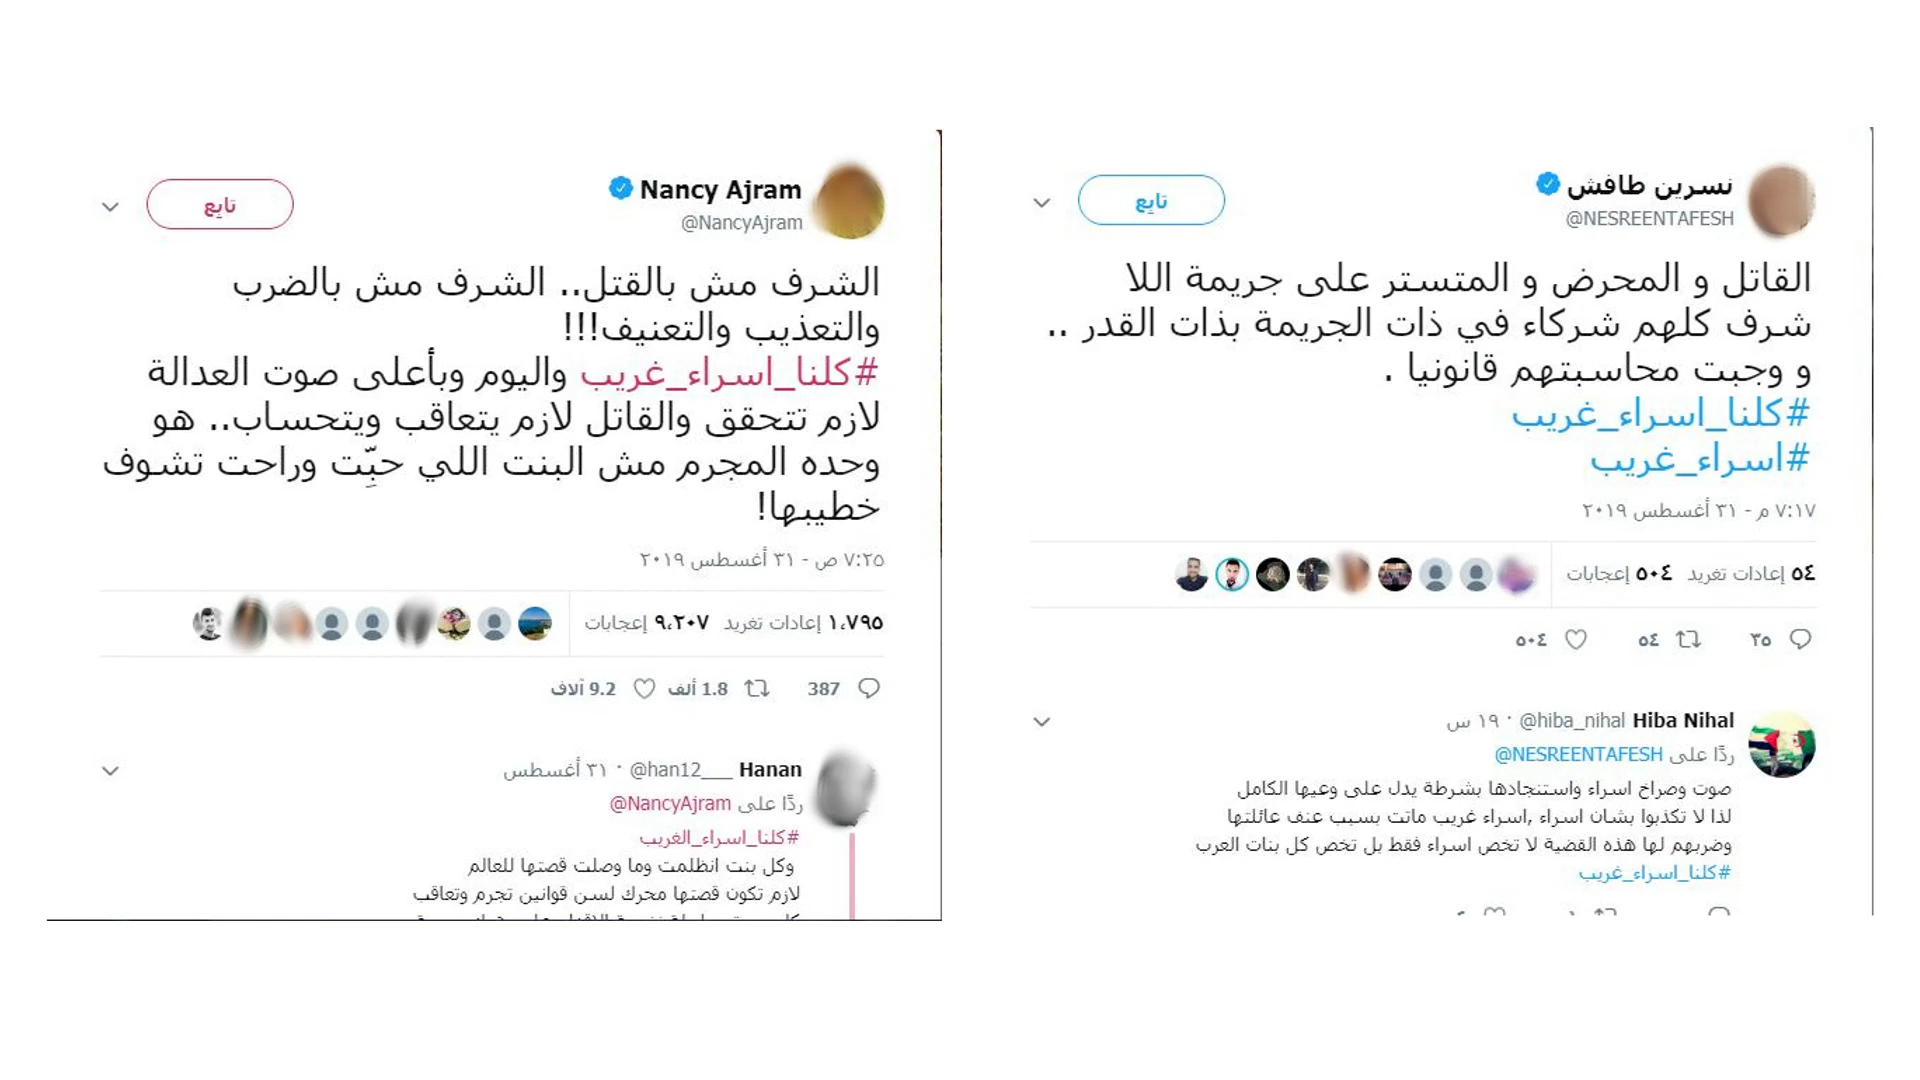 Nancy Ajram
@NancyAjram
تابِع
الشرف مش بالقتل.. الشرف مش بالضرب
والتعذيب والتعنيف!!!
#كلنا_اسراء_غريب واليوم وبأعلى صوت العدالة
لازم تتحقق والقاتل لازم يتعاقب ويتحساب.. هو
وحده المجرم مش البنت اللي حبِّت وراحت تشوف
خطيبها!
٧:٢٥ ص - ٣١ أغسطس ٢٠١٩
١،٧٩٥ إعادات تغريد ٩،٢٠٧ إعجابات
387 1.8 ألف 9.2 آلاف
Hanan @han12___ · ٣١ أغسطس
ردًّا على @NancyAjram
#كلنا_اسراء_الغريب
وكل بنت انظلمت وما وصلت قصتها للعالم
لازم تكون قصتها محرك لسن قوانين تجرم وتعاقب
نسرين طافش
@NESREENTAFESH
تابِع
القاتل و المحرض و المتستر على جريمة اللا
شرف كلهم شركاء في ذات الجريمة بذات القدر ..
و وجبت محاسبتهم قانونيا .
#كلنا_اسراء_غريب
#اسراء_غريب
٧:١٧ م - ٣١ أغسطس ٢٠١٩
٥٤ إعادات تغريد ٥٠٤ إعجابات
٣٥ ٥٤ ٥٠٤
Hiba Nihal @hiba_nihal · ١٩ س
ردًّا على @NESREENTAFESH
صوت وصراخ اسراء واستنجادها بشرطة يدل على وعيها الكامل
لذا لا تكذبوا بشان اسراء ,اسراء غريب ماتت بسبب عنف عائلتها
وضربهم لها هذه القضية لا تخص اسراء فقط بل تخص كل بنات العرب
#كلنا_اسراء_غريب